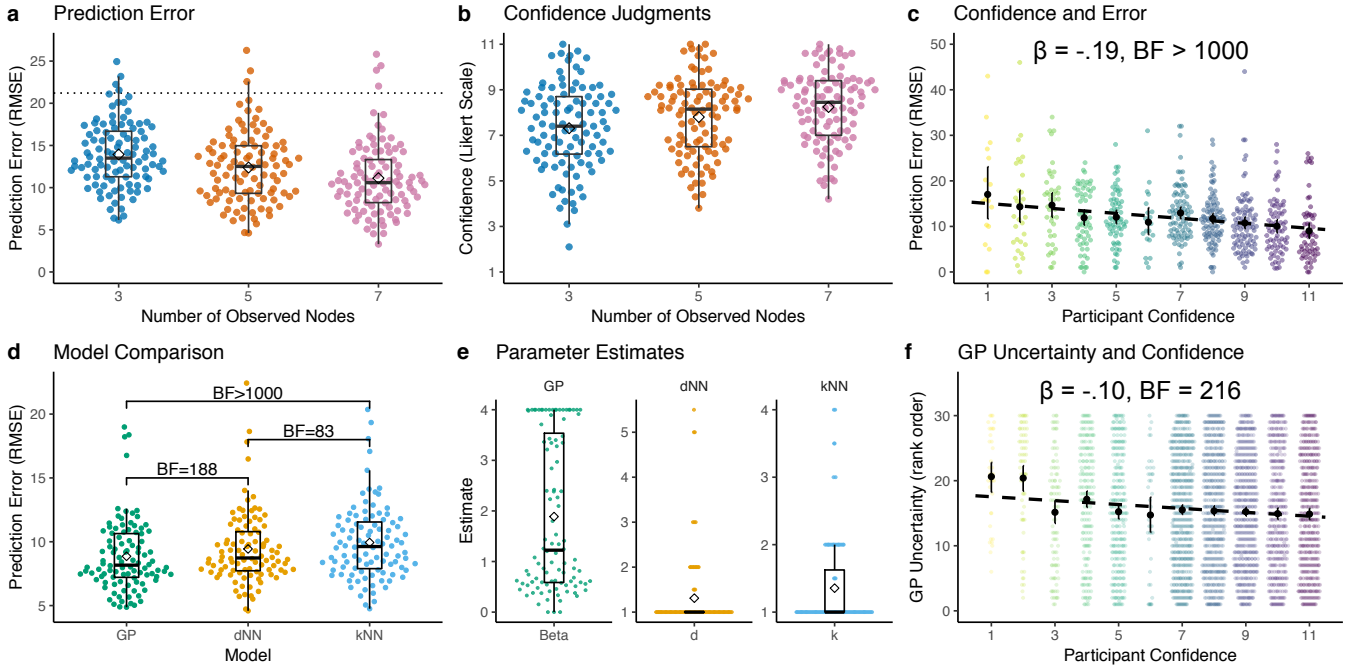 a Prediction Error
Prediction Error (RMSE)
25
20
15
10
5
0
3 5 7
Number of Observed Nodes
b Confidence Judgments
Confidence (Likert Scale)
11
9
7
5
3
1
3 5 7
Number of Observed Nodes
c Confidence and Error
β = -.19, BF > 1000
Prediction Error (RMSE)
50
40
30
20
10
0
1 3 5 7 9 11
Participant Confidence
d Model Comparison
BF>1000
BF=83
BF=188
Prediction Error (RMSE)
20
15
10
5
GP dNN kNN
Model
e Parameter Estimates
Estimate
GP
4
3
2
1
0
Beta
dNN
5
4
3
2
1
d
kNN
4
3
2
1
k
f GP Uncertainty and Confidence
β = -.10, BF = 216
GP Uncertainty (rank order)
30
20
10
0
1 3 5 7 9 11
Participant Confidence